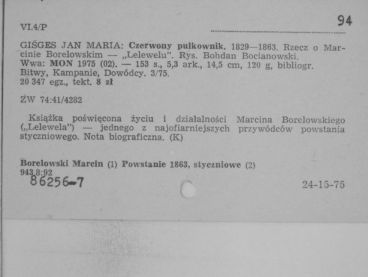 94
VI.4/P
GIŚGES JAN MARIA: Czerwony pułkownik. 1829—1863. Rzecz o Mar-
cinie Borelowskim — „Lelewelu". Rys. Bohdan Bocianowski.
Wwa: MON 1975 (02). — 153 s., 5,3 ark., 14,5 cm, 120 g, bibliogr.
Bitwy, Kampanie, Dowódcy. 3/75.
20 347 egz., tekt. 8 zł
ZW 74:41/4282
Książka poświęcona życiu i działalności Marcina Borelowskiego
(„Lelewela") — jednego z najofiarniejszych przywódców powstania
styczniowego. Nota biograficzna. (K)
Borelowski Marcin (1) Powstanie 1863, styczniowe (2)
943.8:92
86256-7
24-15-75